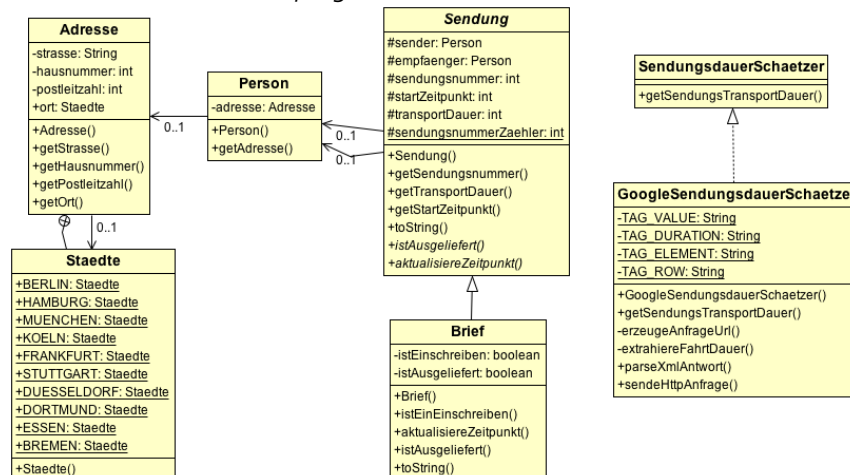 Adresse
-strasse: String
-hausnummer: int
-postleitzahl: int
+ort: Staedte
+Adresse()
+getStrasse()
+getHausnummer()
+getPostleitzahl()
+getOrt()
0..1
Staedte
+BERLIN: Staedte
+HAMBURG: Staedte
+MUENCHEN: Staedte
+KOELN: Staedte
+FRANKFURT: Staedte
+STUTTGART: Staedte
+DUESSELDORF: Staedte
+DORTMUND: Staedte
+ESSEN: Staedte
+BREMEN: Staedte
+Staedte()
0..1
Person
-adresse: Adresse
+Person()
+getAdresse()
0..1
0..1
Sendung
#sender: Person
#empfaenger: Person
#sendungsnummer: int
#startZeitpunkt: int
#transportDauer: int
#sendungsnummerZaehler: int
+Sendung()
+getSendungsnummer()
+getTransportDauer()
+getStartZeitpunkt()
+toString()
+istAusgeliefert()
+aktualisiereZeitpunkt()
Brief
-istEinschreiben: boolean
-istAusgeliefert: boolean
+Brief()
+istEinEinschreiben()
+aktualisiereZeitpunkt()
+istAusgeliefert()
+toString()
SendungsdauerSchaetzer
+getSendungsTransportDauer()
GoogleSendungsdauerSchaetze
-TAG_VALUE: String
-TAG_DURATION: String
-TAG_ELEMENT: String
-TAG_ROW: String
+GoogleSendungsdauerSchaetzer()
+getSendungsTransportDauer()
-erzeugeAnfrageUrl()
-extrahiereFahrtDauer()
+parseXmlAntwort()
+sendeHttpAnfrage()